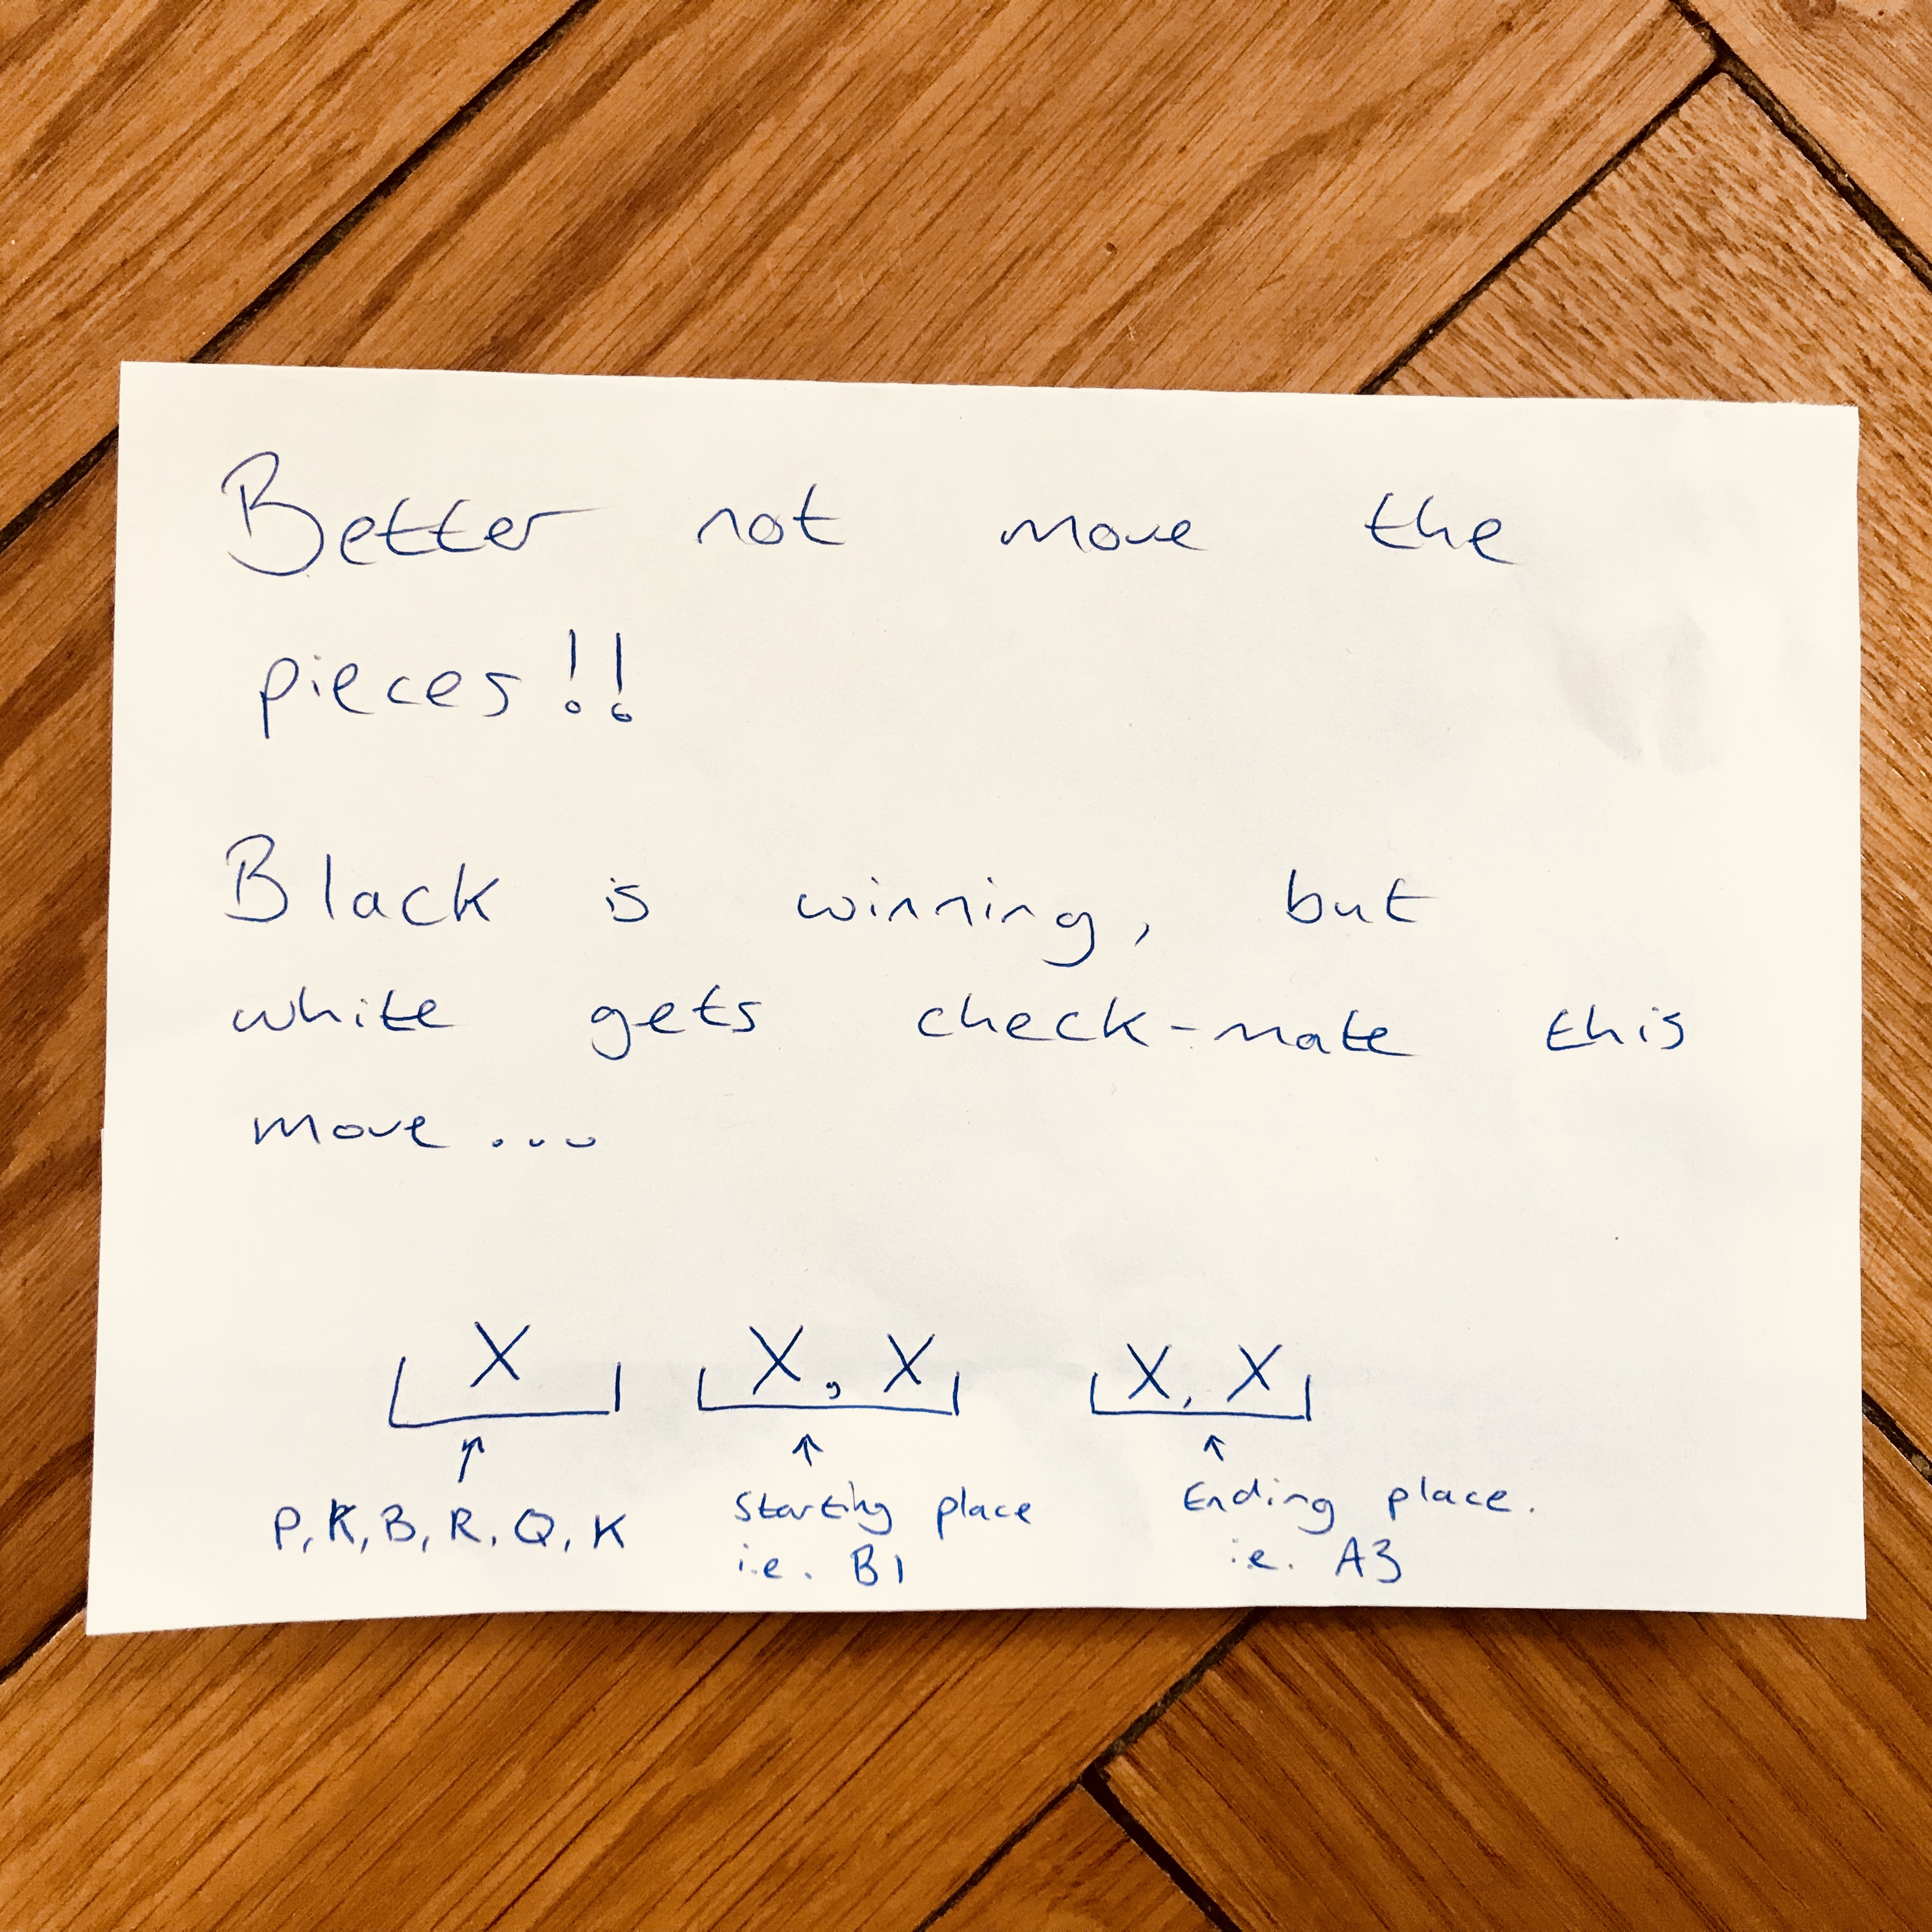 Better not move the
pieces!!
Black is winning, but
white gets check-mate this
move...
X X, X X, X
P, K, B, R, Q, K Starting place Ending place.
i.e. B1 i.e. A3